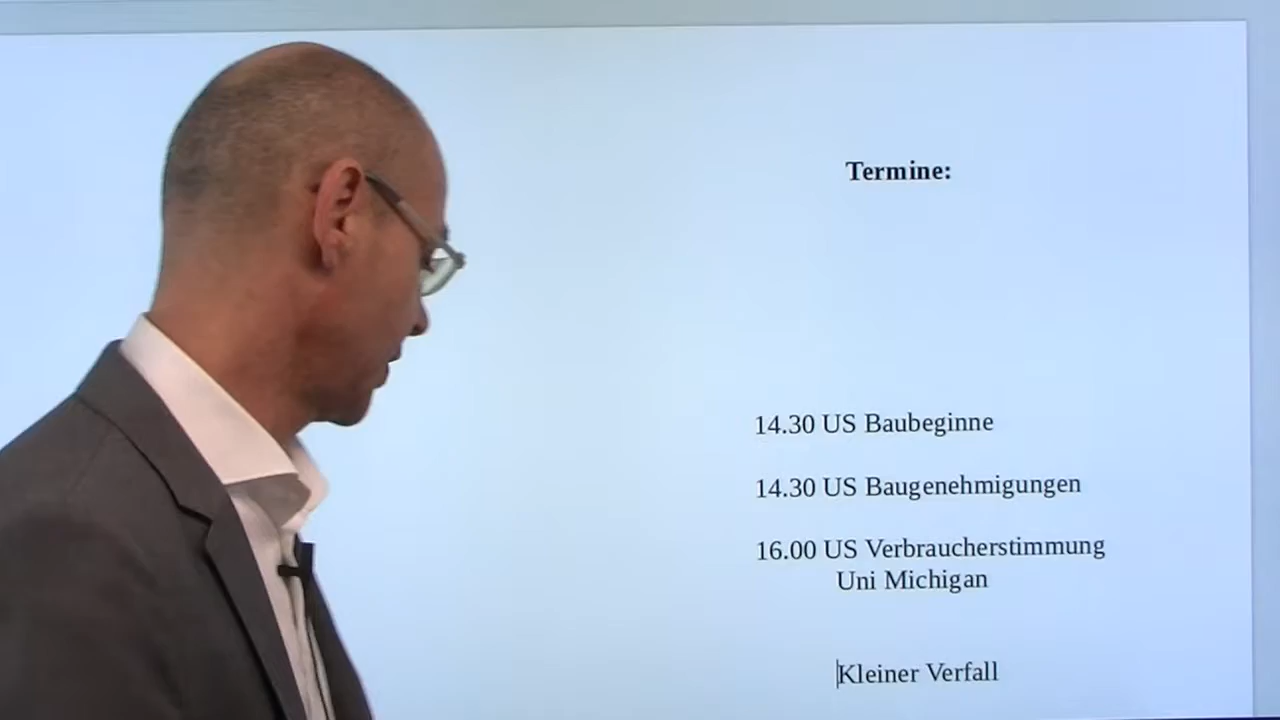 Termine:
14.30 US Baubeginne
14.30 US Baugenehmigungen
16.00 US Verbraucherstimmung
Uni Michigan
Kleiner Verfall